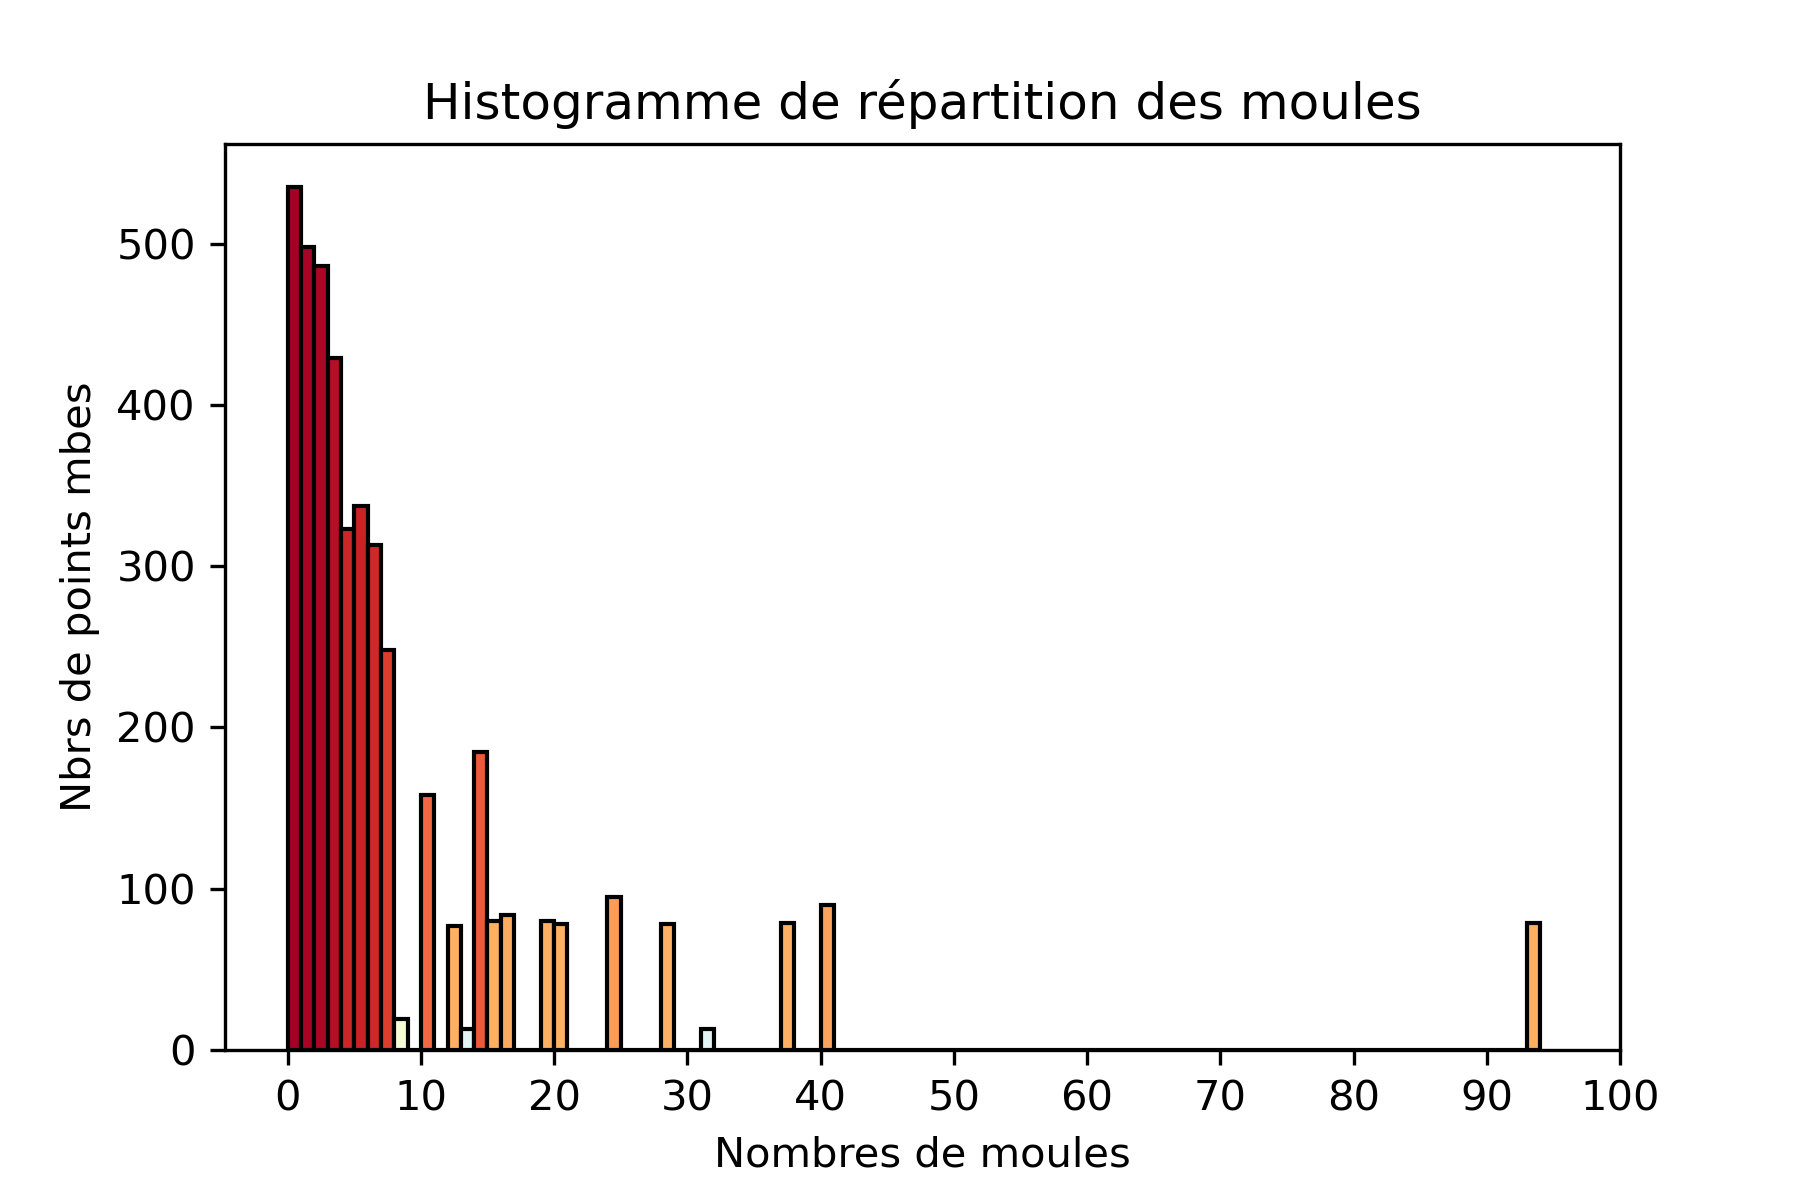 Histogramme de répartition des moules
Nbrs de points mbes
500
400
300
200
100
0
0 10 20 30 40 50 60 70 80 90 100
Nombres de moules